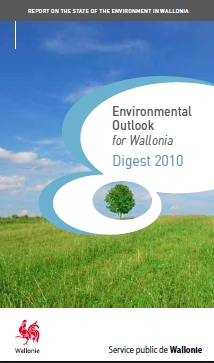 REPORT ON THE STATE OF THE ENVIRONMENT IN WALLONIA
Environmental
Outlook
for Wallonia
Digest 2010
Wallonie
Service public de Wallonie